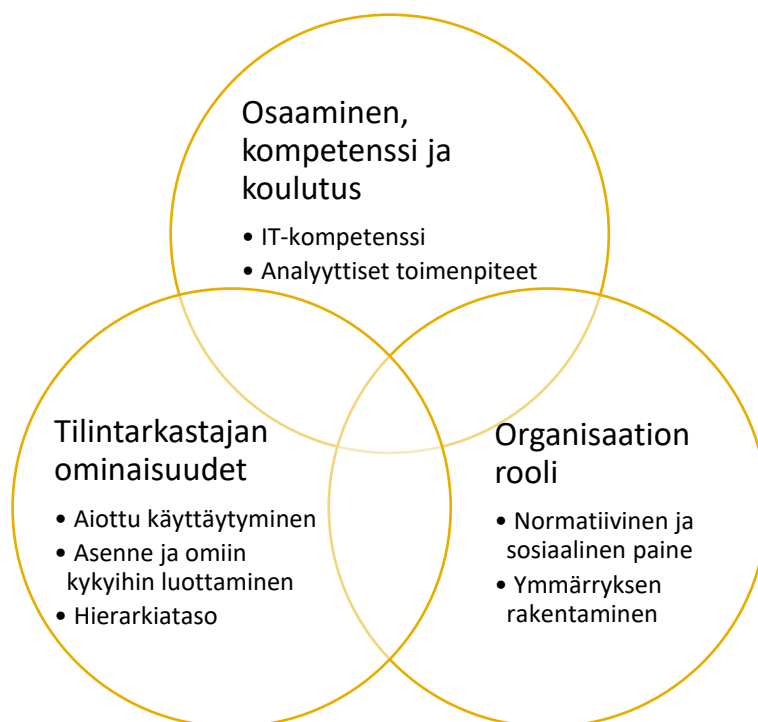 Osaaminen,
kompetenssi ja
koulutus
• IT-kompetenssi
• Analyyttiset toimenpiteet
Tilintarkastajan
ominaisuudet
• Aiottu käyttäytyminen
• Asenne ja omiin
kykyihin luottaminen
• Hierarkiataso
Organisaation
rooli
• Normatiivinen ja
sosiaalinen paine
• Ymmärryksen
rakentaminen